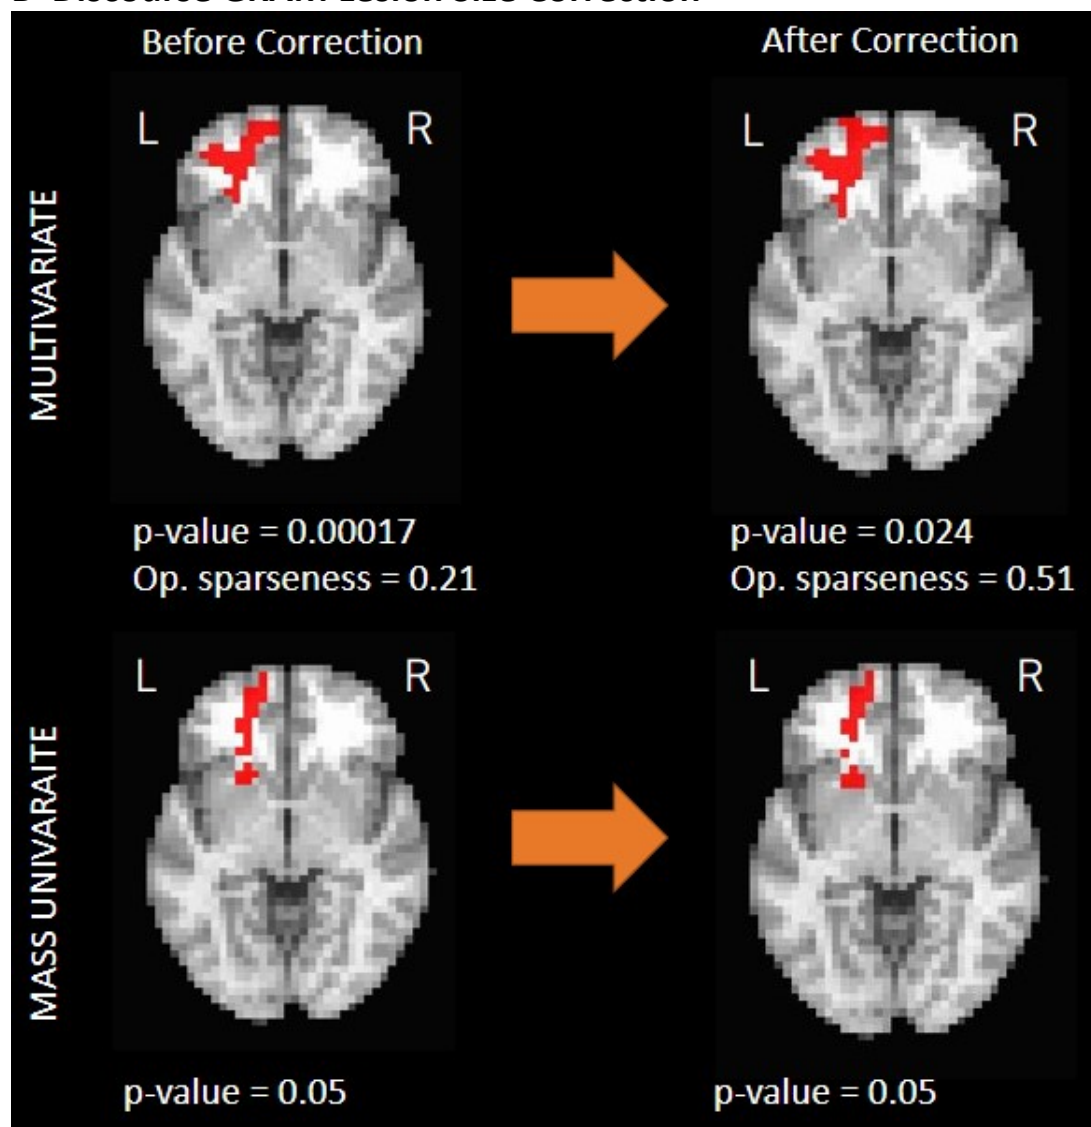 Before Correction
After Correction
L R
L R
MULTIVARIATE
p-value = 0.00017
Op. sparseness = 0.21
p-value = 0.024
Op. sparseness = 0.51
L R
L R
MASS UNIVARAITE
p-value = 0.05
p-value = 0.05